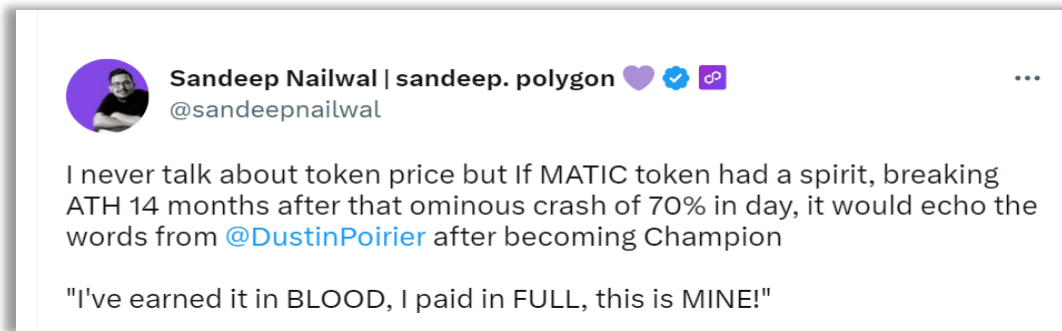 Sandeep Nailwal | sandeep. polygon 💜
@sandeepnailwal
I never talk about token price but If MATIC token had a spirit, breaking
ATH 14 months after that ominous crash of 70% in day, it would echo the
words from @DustinPoirier after becoming Champion
"I've earned it in BLOOD, I paid in FULL, this is MINE!"